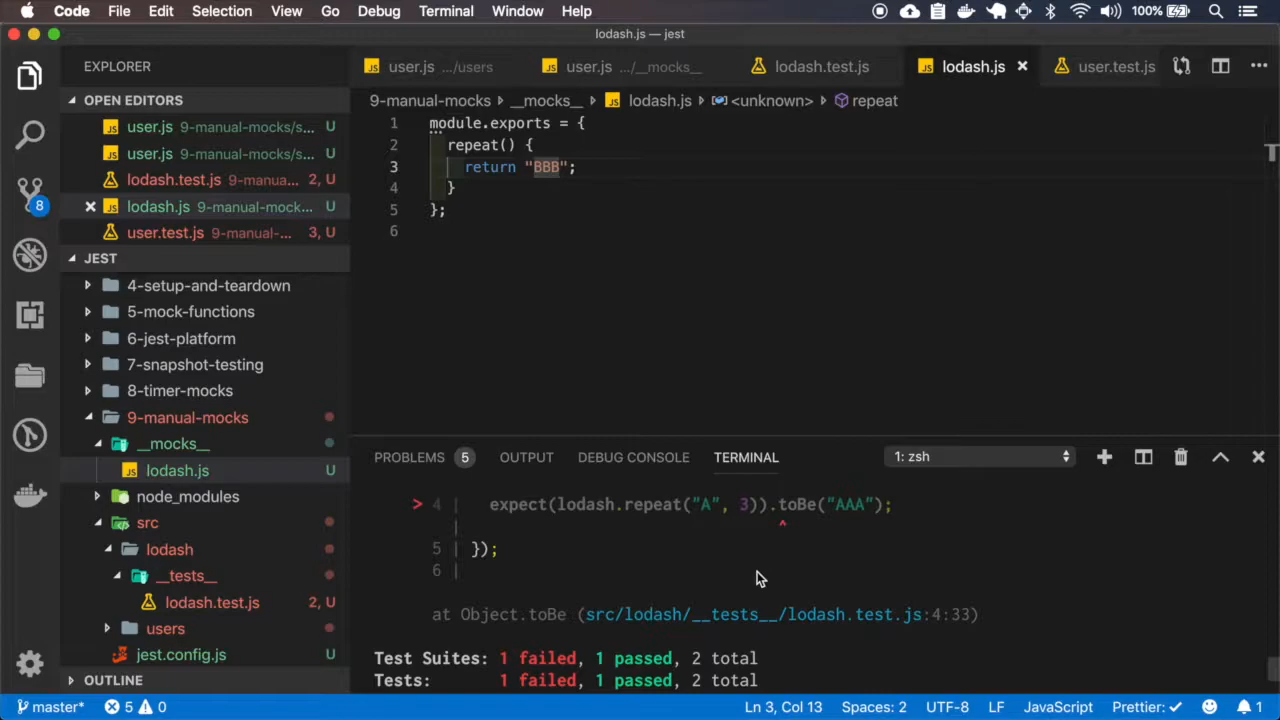 Code File Edit Selection View Go Debug Terminal Window Help 100%
lodash.js — jest
EXPLORER
user.js .../users
user.js .../__mocks__
lodash.test.js
lodash.js
user.test.js
9-manual-mocks __mocks__ lodash.js <unknown> repeat
OPEN EDITORS
user.js 9-manual-mocks/s... U
user.js 9-manual-mocks/s... U
lodash.test.js 9-manua... 2, U
lodash.js 9-manual-mock... U
user.test.js 9-manual-... 3, U
JEST
4-setup-and-teardown
5-mock-functions
6-jest-platform
7-snapshot-testing
8-timer-mocks
9-manual-mocks
__mocks__
lodash.js U
node_modules
src
lodash
__tests__
lodash.test.js 2, U
users
jest.config.js U
OUTLINE
8
1 module.exports = {
2 repeat() {
3 return "BBB";
4 }
5 };
6
PROBLEMS 5 OUTPUT DEBUG CONSOLE TERMINAL 1: zsh
> 4 | expect(lodash.repeat("A", 3)).toBe("AAA");
| ^
5 | });
6 |
at Object.toBe (src/lodash/__tests__/lodash.test.js:4:33)
Test Suites: 1 failed, 1 passed, 2 total
Tests: 1 failed, 1 passed, 2 total
master* 5 0 Ln 3, Col 13 Spaces: 2 UTF-8 LF JavaScript Prettier: ✓ 1